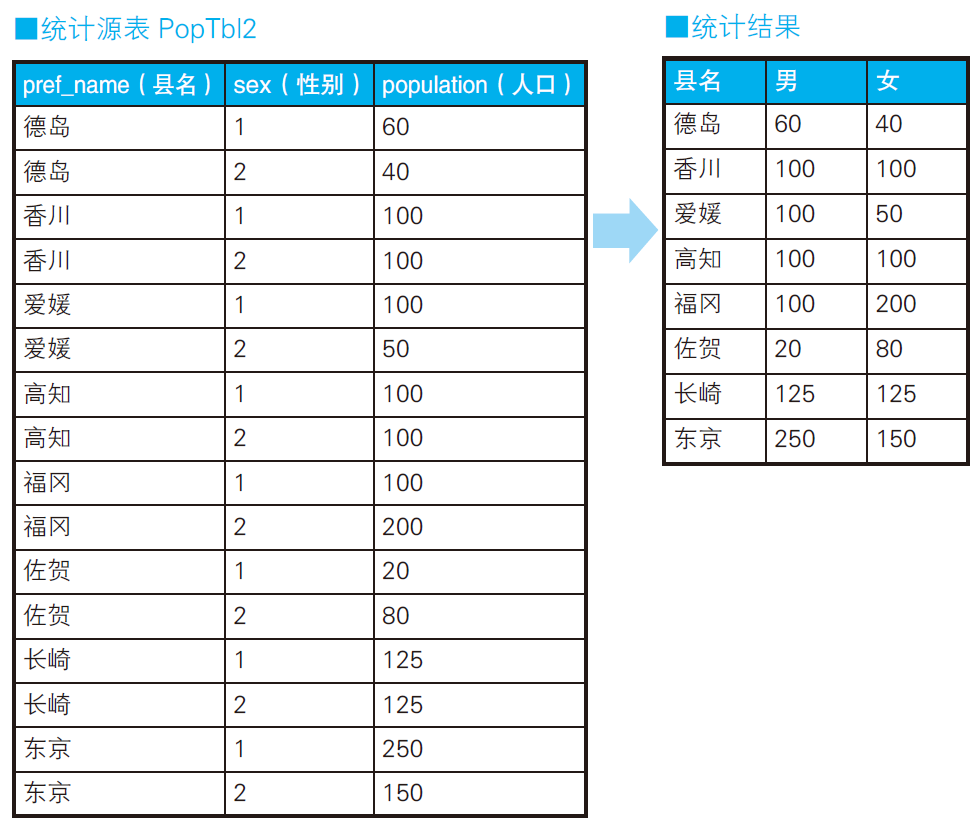 ■统计源表 PopTbl2
pref_name（县名） sex（性别） population（人口）
德岛 1 60
德岛 2 40
香川 1 100
香川 2 100
爱媛 1 100
爱媛 2 50
高知 1 100
高知 2 100
福冈 1 100
福冈 2 200
佐贺 1 20
佐贺 2 80
长崎 1 125
长崎 2 125
东京 1 250
东京 2 150
■统计结果
县名 男 女
德岛 60 40
香川 100 100
爱媛 100 50
高知 100 100
福冈 100 200
佐贺 20 80
长崎 125 125
东京 250 150